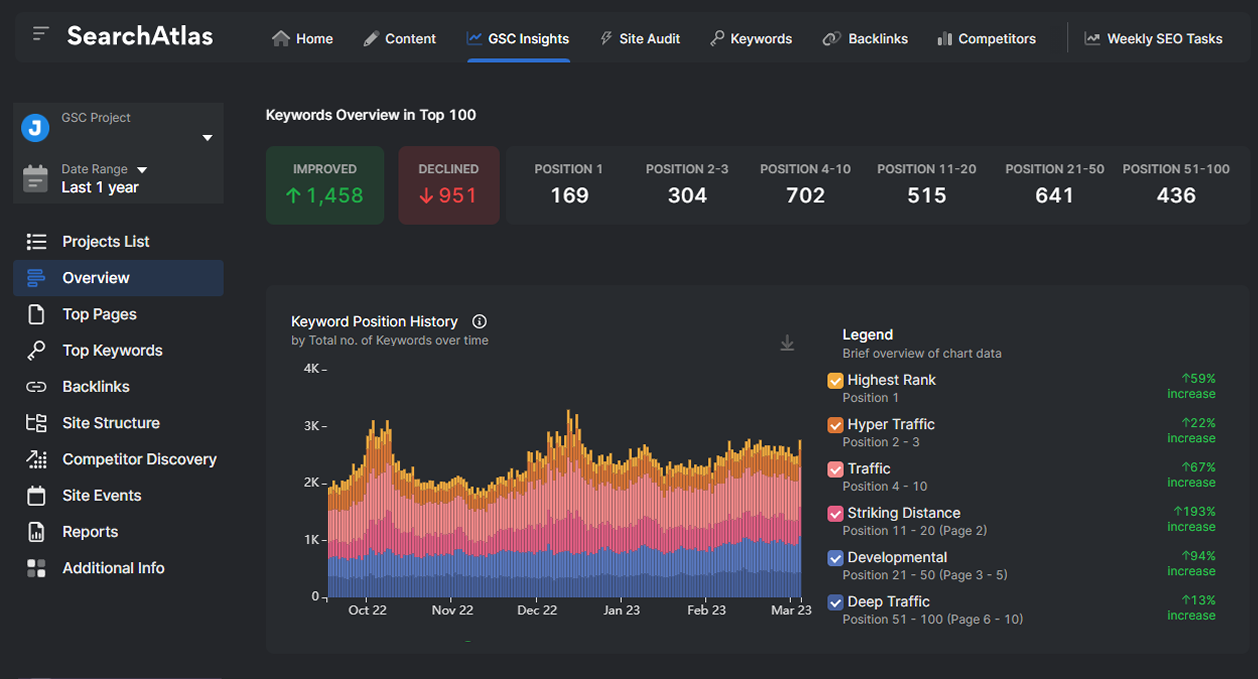 SearchAtlas
Home Content GSC Insights Site Audit Keywords Backlinks Competitors Weekly SEO Tasks
J
GSC Project
Date Range
Last 1 year
Projects List
Overview
Top Pages
Top Keywords
Backlinks
Site Structure
Competitor Discovery
Site Events
Reports
Additional Info
Keywords Overview in Top 100
IMPROVED DECLINED POSITION 1 POSITION 2-3 POSITION 4-10 POSITION 11-20 POSITION 21-50 POSITION 51-100
↑1,458 ↓951 169 304 702 515 641 436
Keyword Position History
by Total no. of Keywords over time
4K
3K
2K
1K
0
Oct 22 Nov 22 Dec 22 Jan 23 Feb 23 Mar 23
Legend
Brief overview of chart data
Highest Rank ↑59%
Position 1 increase
Hyper Traffic ↑22%
Position 2 - 3 increase
Traffic ↑67%
Position 4 - 10 increase
Striking Distance ↑193%
Position 11 - 20 (Page 2) increase
Developmental ↑94%
Position 21 - 50 (Page 3 - 5) increase
Deep Traffic ↑13%
Position 51 - 100 (Page 6 - 10) increase